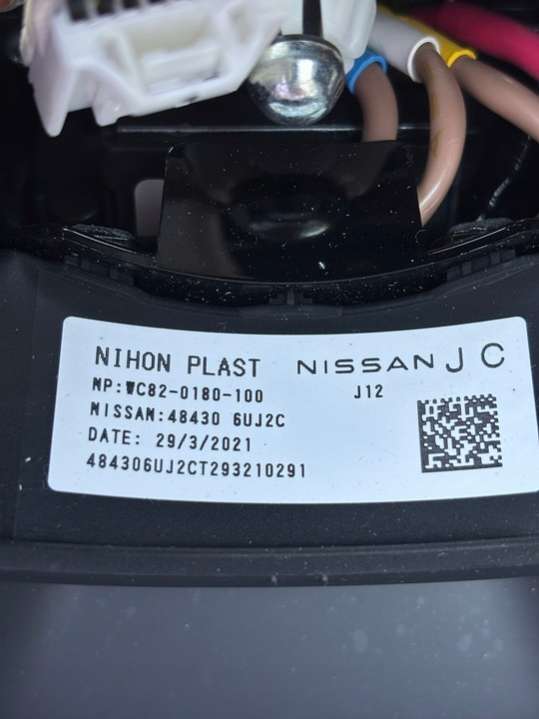 NIHON PLAST NISSAN J C
NP:WC82-0180-100 J12
NISSAN:48430 6UJ2C
DATE: 29/3/2021
484306UJ2CT293210291